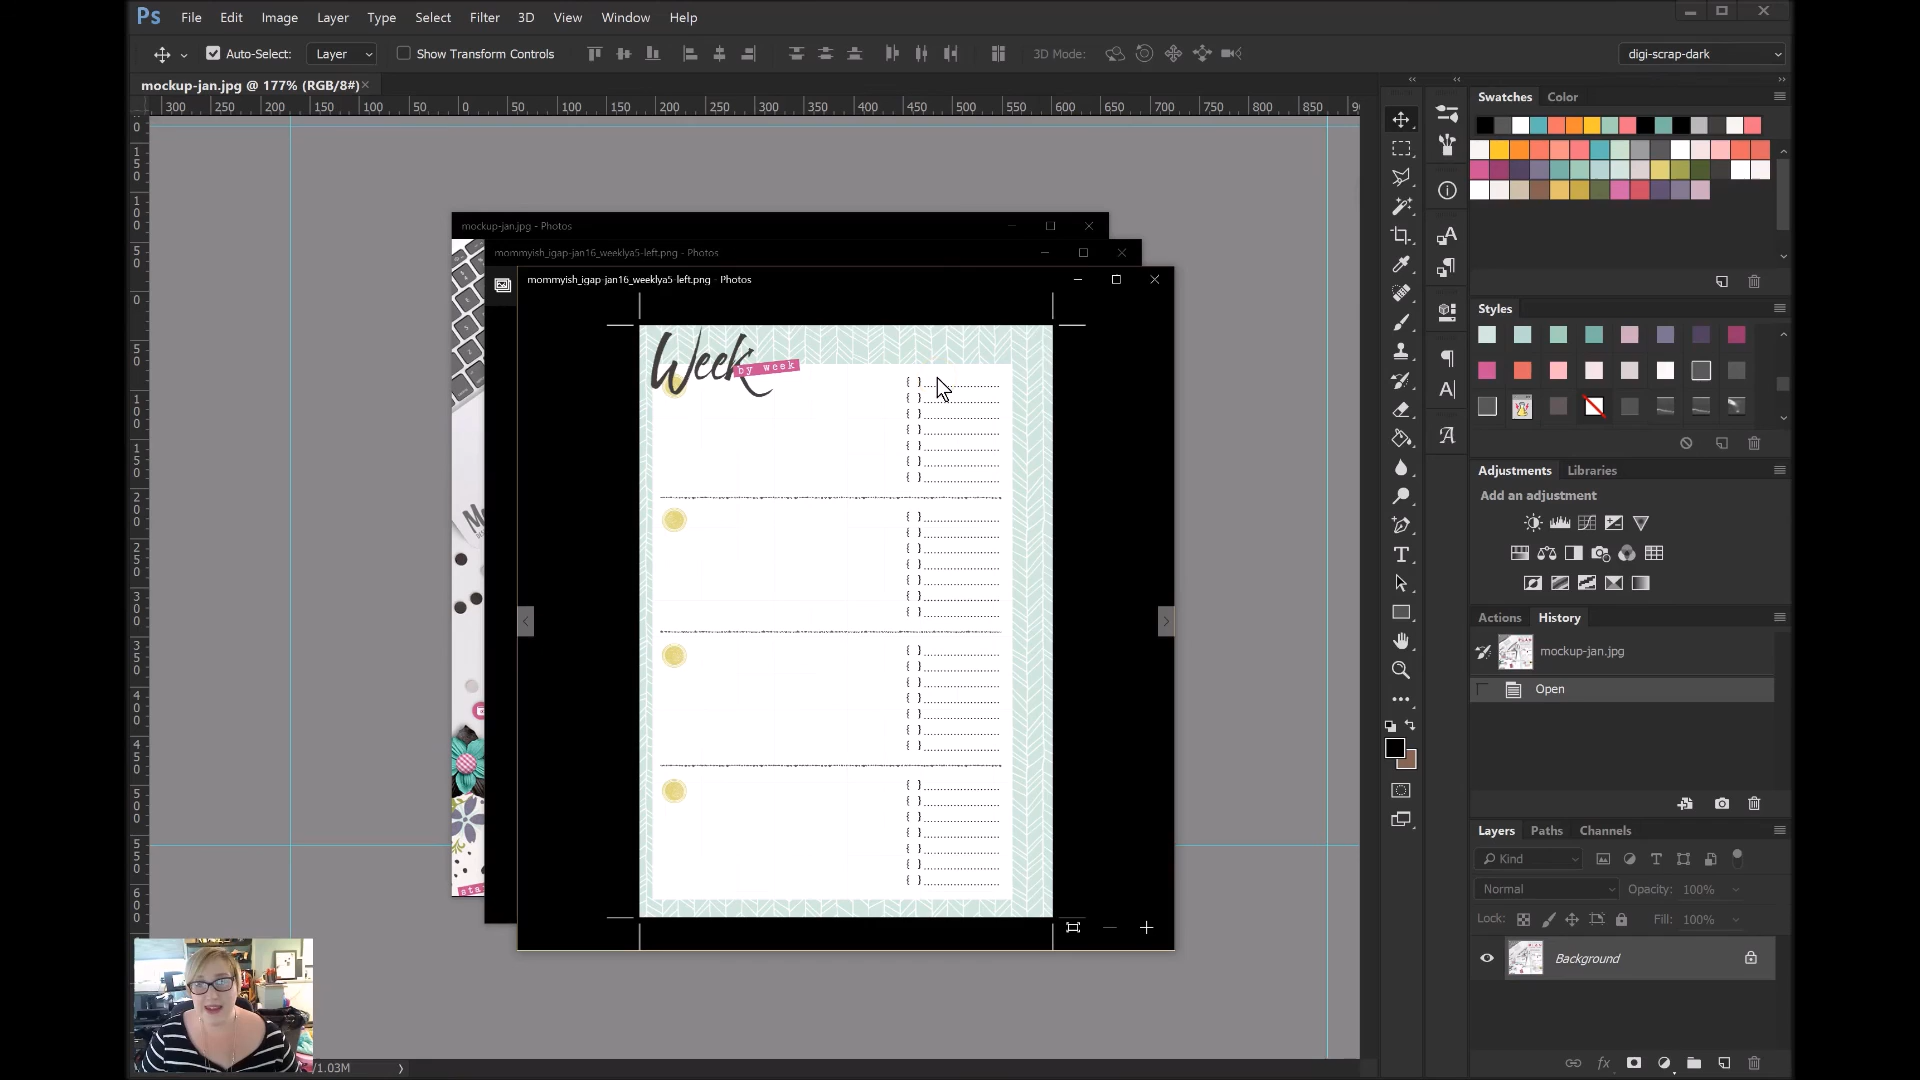 Ps File Edit Image Layer Type Select Filter 3D View Window Help
Auto-Select: Layer Show Transform Controls 3D Mode: digi-scrap-dark
mockup-jan.jpg @ 177% (RGB/8#)
300 250 200 150 100 50 0 50 100 150 200 250 300 350 400 450 500 550 600 650 700 750 800 850
mockup-jan.jpg - Photos
mommyish_igap-jan16_weeklya5-left.png - Photos
mommyish_igap-jan16_weeklya5-left.png - Photos
Week
by week
Swatches Color
Styles
Adjustments Libraries
Add an adjustment
Actions History
mockup-jan.jpg
Open
Layers Paths Channels
Kind
Normal Opacity: 100%
Lock: Fill: 100%
Background
fx
/1.03M